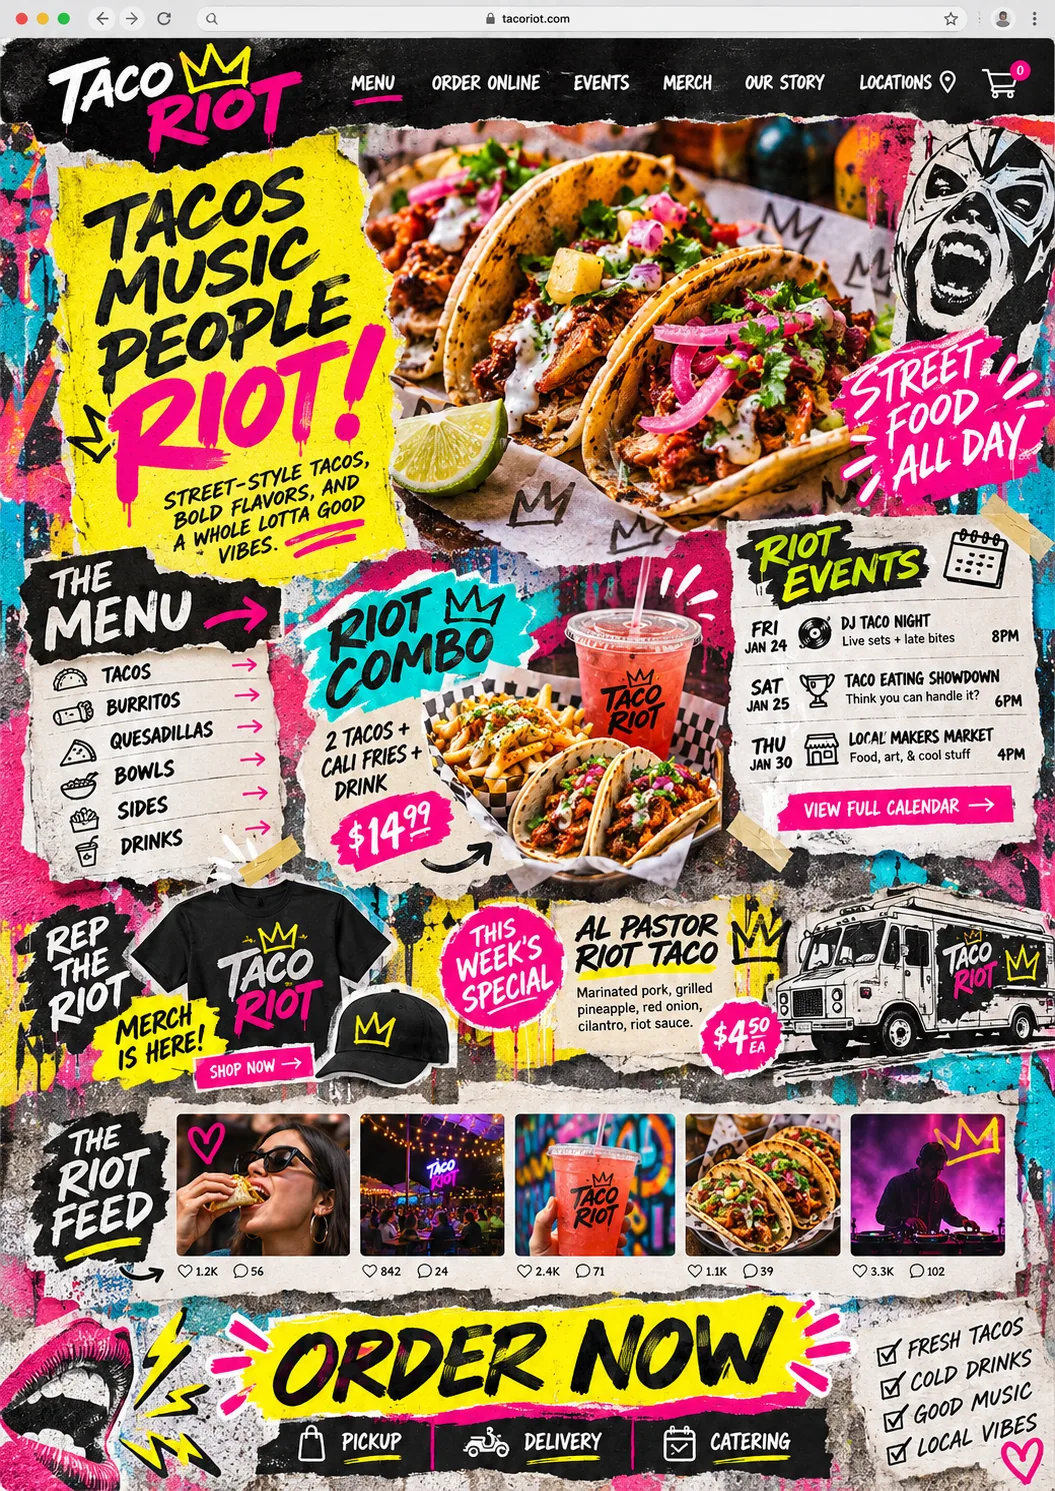 tacoriot.com
TACO
RIOT
MENU
ORDER ONLINE
EVENTS
MERCH
OUR STORY
LOCATIONS
0
TACOS
MUSIC
PEOPLE
RIOT!
STREET-STYLE TACOS,
BOLD FLAVORS, AND
A WHOLE LOTTA GOOD
VIBES.
STREET
FOOD
ALL DAY
THE
MENU
TACOS
BURRITOS
QUESADILLAS
BOWLS
SIDES
DRINKS
RIOT
COMBO
2 TACOS +
CALI FRIES +
DRINK
$14.99
TACO
RIOT
RIOT
EVENTS
FRI
JAN 24
DJ TACO NIGHT
Live sets + late bites
8PM
SAT
JAN 25
TACO EATING SHOWDOWN
Think you can handle it?
6PM
THU
JAN 30
LOCAL MAKERS MARKET
Food, art, & cool stuff
4PM
VIEW FULL CALENDAR
REP
THE
RIOT
MERCH
IS HERE!
TACO
RIOT
SHOP NOW
THIS
WEEK'S
SPECIAL
AL PASTOR
RIOT TACO
Marinated pork, grilled
pineapple, red onion,
cilantro, riot sauce.
$4.50
EA
TACO
RIOT
THE
RIOT
FEED
TACO
RIOT
TACO
RIOT
1.2K 56
842 24
2.4K 71
1.1K 39
3.3K 102
ORDER NOW
PICKUP
DELIVERY
CATERING
FRESH TACOS
COLD DRINKS
GOOD MUSIC
LOCAL VIBES